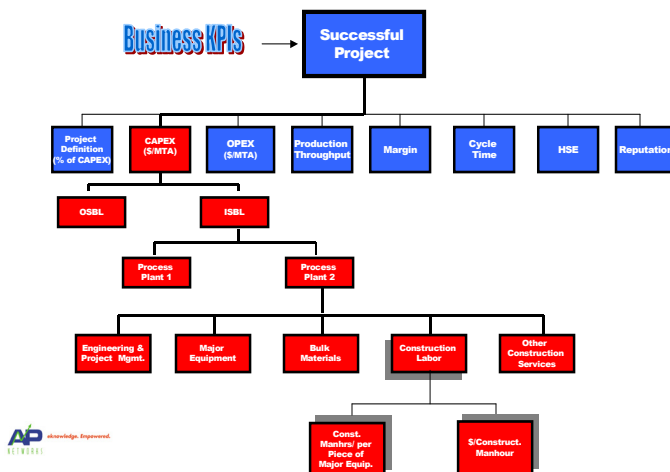 Business KPIs
Successful
Project
Project
Definition
(% of CAPEX)
CAPEX
($/MTA)
OPEX
($/MTA)
Production
Throughput
Margin
Cycle
Time
HSE
Reputation
OSBL
ISBL
Process
Plant 1
Process
Plant 2
Engineering &
Project Mgmt.
Major
Equipment
Bulk
Materials
Construction
Labor
Other
Construction
Services
Const.
Manhrs/ per
Piece of
Major Equip.
$/Construct.
Manhour
AP
NETWORKS
aknowledge. Empowered.